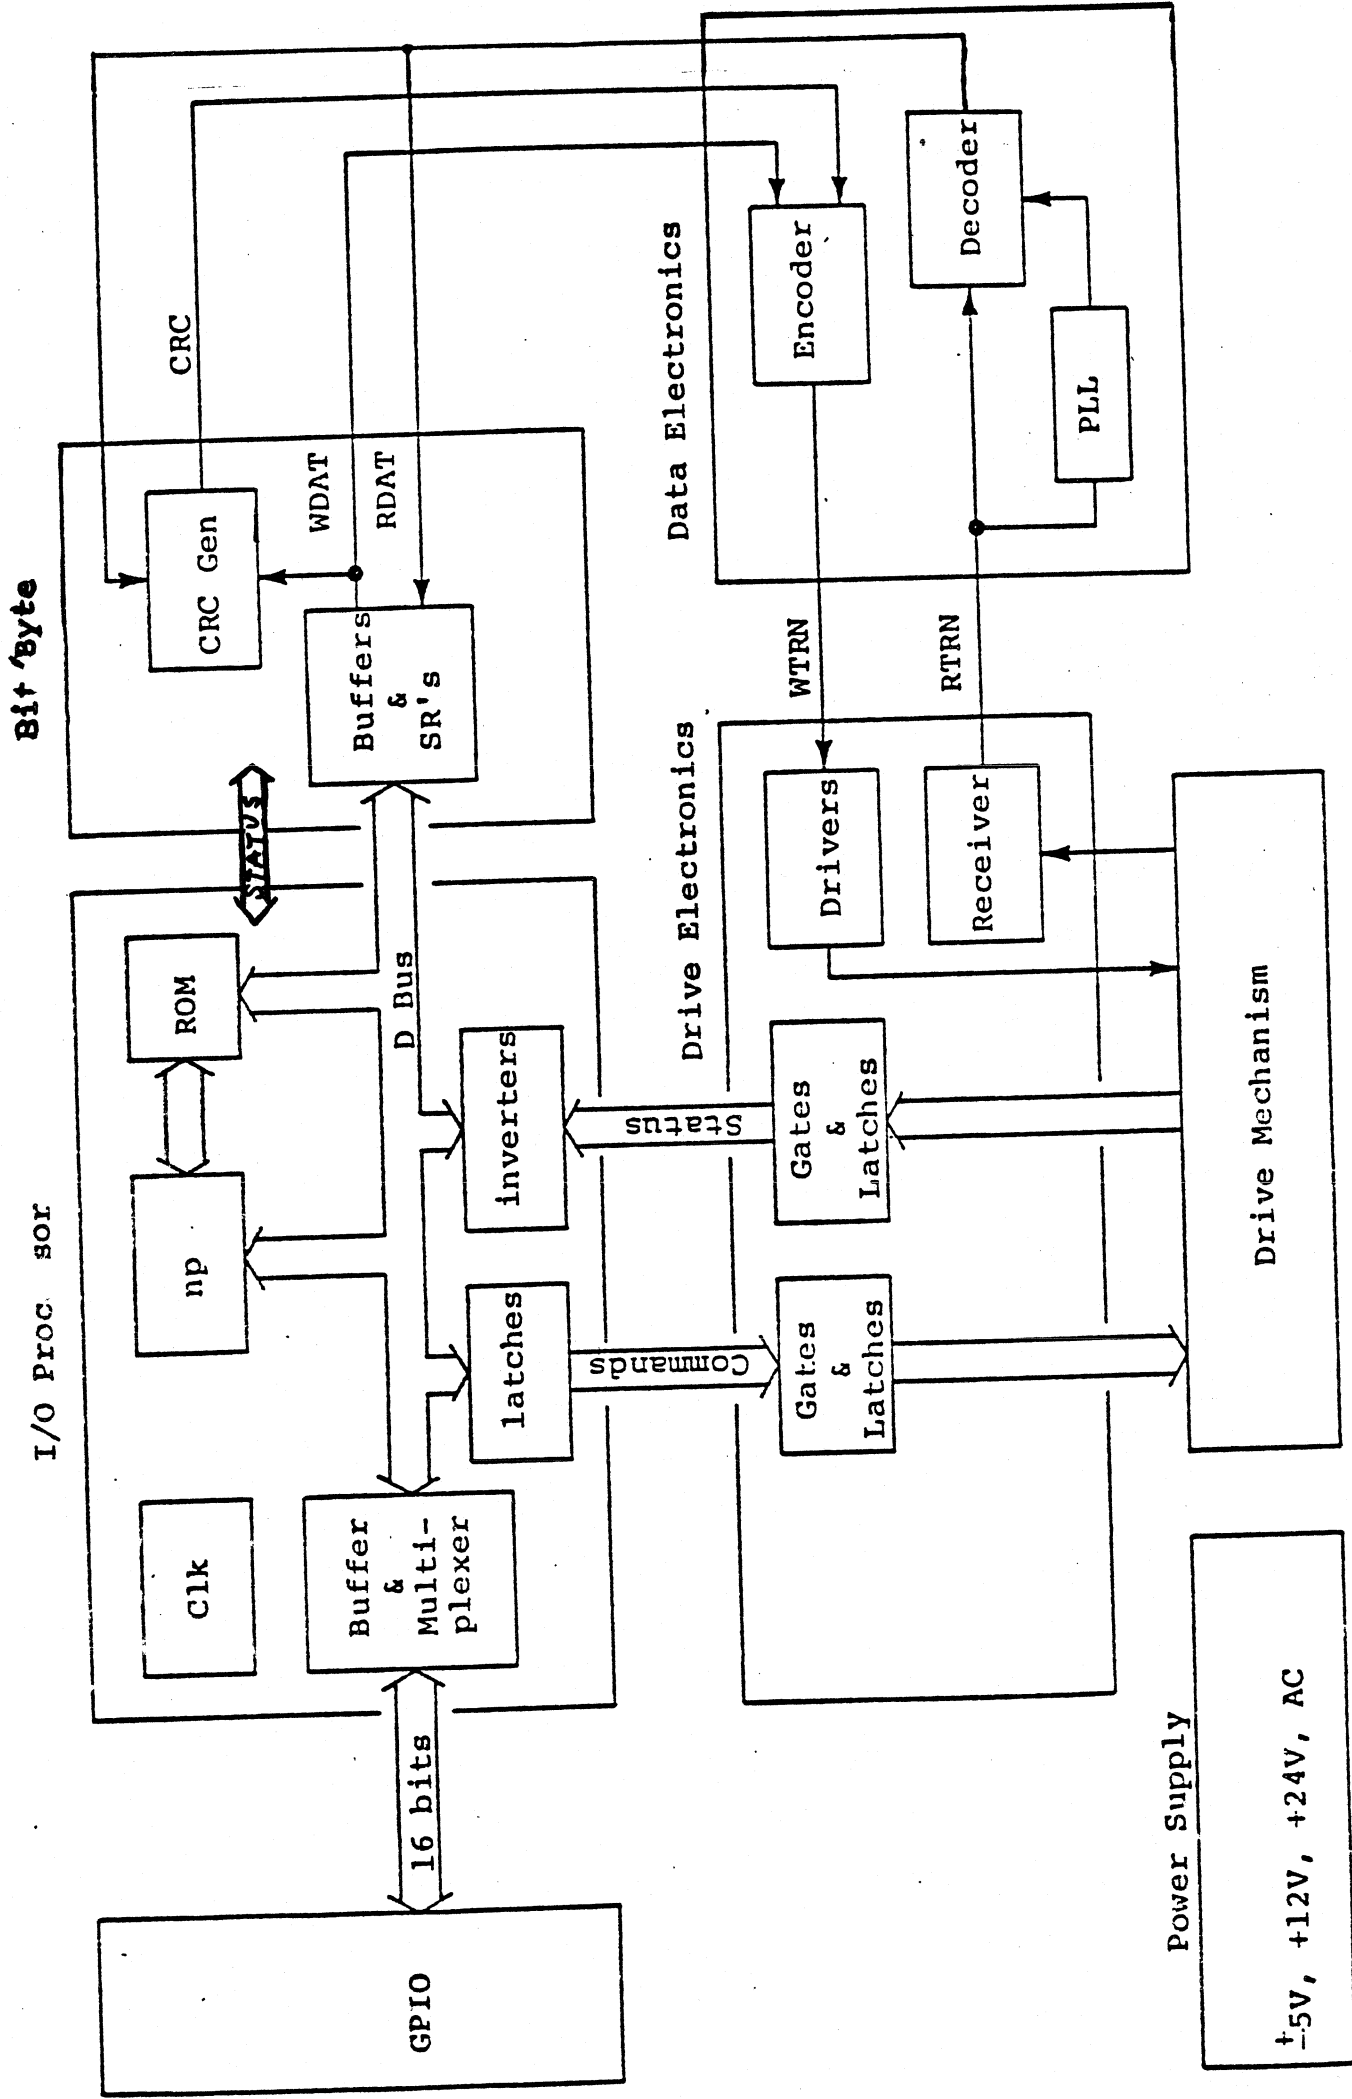 I/O Proc sor
Bit Byte
Clk
np
ROM
STATUS
CRC Gen
CRC
GPIO
16 bits
Buffer
&
Multi-
plexer
D Bus
latches
inverters
Buffers
&
SR's
WDAT
RDAT
Commands
Status
Drive Electronics
Data Electronics
Gates
&
Latches
Gates
&
Latches
Drivers
Receiver
WTRN
RTRN
Encoder
Decoder
PLL
Drive Mechanism
Power Supply
±5V, +12V, +24V, AC